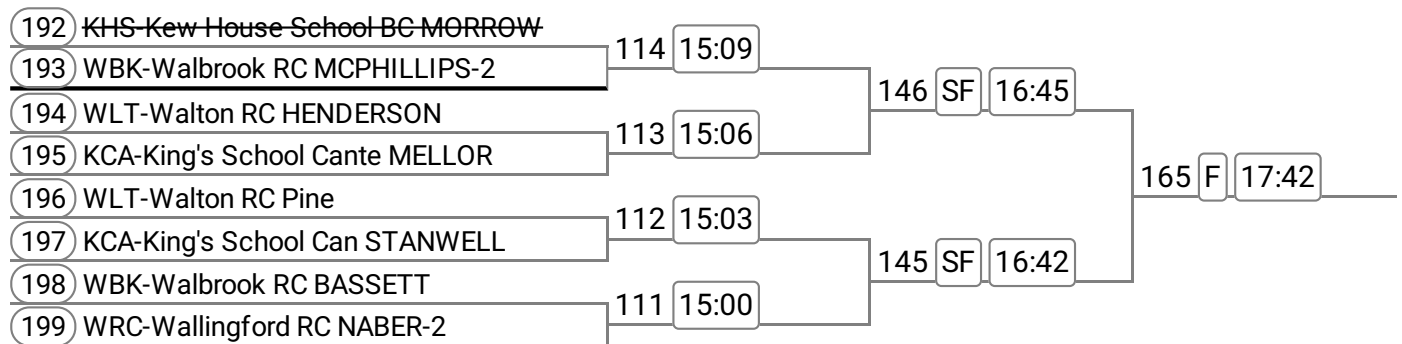 192 KHS-Kew House School BC MORROW
193 WBK-Walbrook RC MCPHILLIPS-2
114 15:09
194 WLT-Walton RC HENDERSON
195 KCA-King's School Cante MELLOR
113 15:06
146 SF 16:45
196 WLT-Walton RC Pine
197 KCA-King's School Can STANWELL
112 15:03
198 WBK-Walbrook RC BASSETT
199 WRC-Wallingford RC NABER-2
111 15:00
145 SF 16:42
165 F 17:42